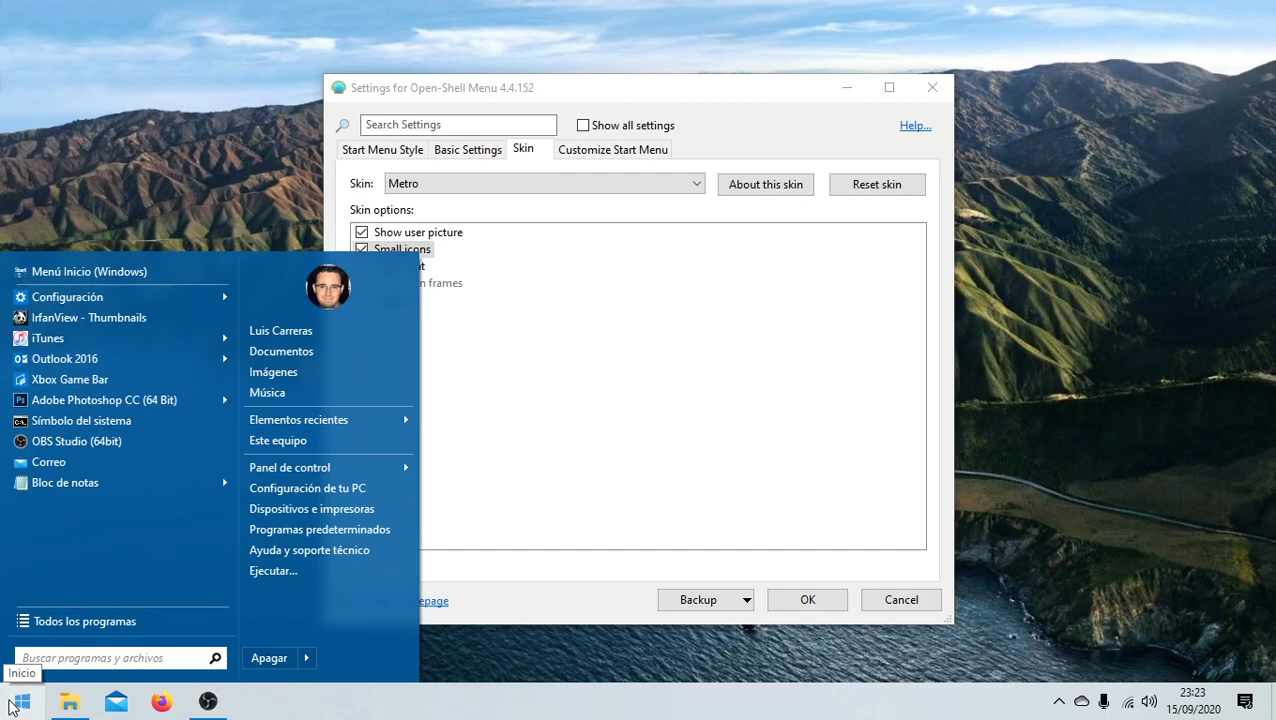 Settings for Open-Shell Menu 4.4.152
Search Settings
Show all settings
Help...
Start Menu Style
Basic Settings
Skin
Customize Start Menu
Skin:
Metro
About this skin
Reset skin
Skin options:
Show user picture
Small icons
Backup
OK
Cancel
Menú Inicio (Windows)
Configuración
IrfanView - Thumbnails
iTunes
Outlook 2016
Xbox Game Bar
Adobe Photoshop CC (64 Bit)
Símbolo del sistema
OBS Studio (64bit)
Correo
Bloc de notas
Todos los programas
Buscar programas y archivos
Luis Carreras
Documentos
Imágenes
Música
Elementos recientes
Este equipo
Panel de control
Configuración de tu PC
Dispositivos e impresoras
Programas predeterminados
Ayuda y soporte técnico
Ejecutar...
Apagar
Inicio
23:23
15/09/2020